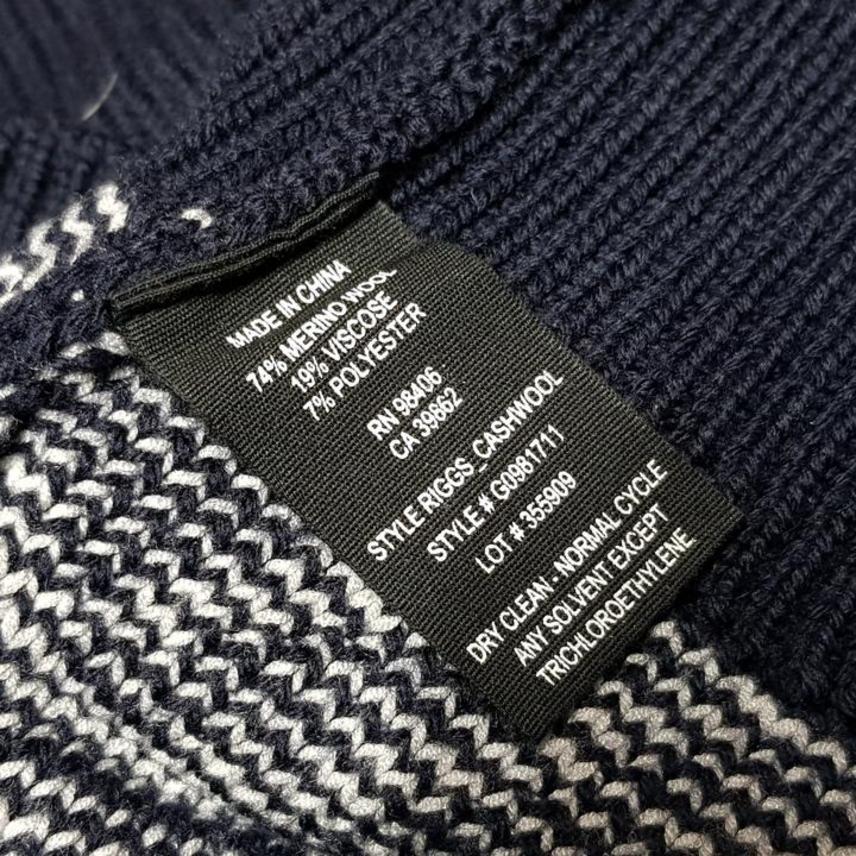 MADE IN CHINA
74% MERINO WOOL
19% VISCOSE
7% POLYESTER
RN 98406
CA 39862
STYLE RIGGS_CASHWOOL
STYLE # G0981711
LOT # 355909
DRY CLEAN - NORMAL CYCLE
ANY SOLVENT EXCEPT
TRICHLOROETHYLENE